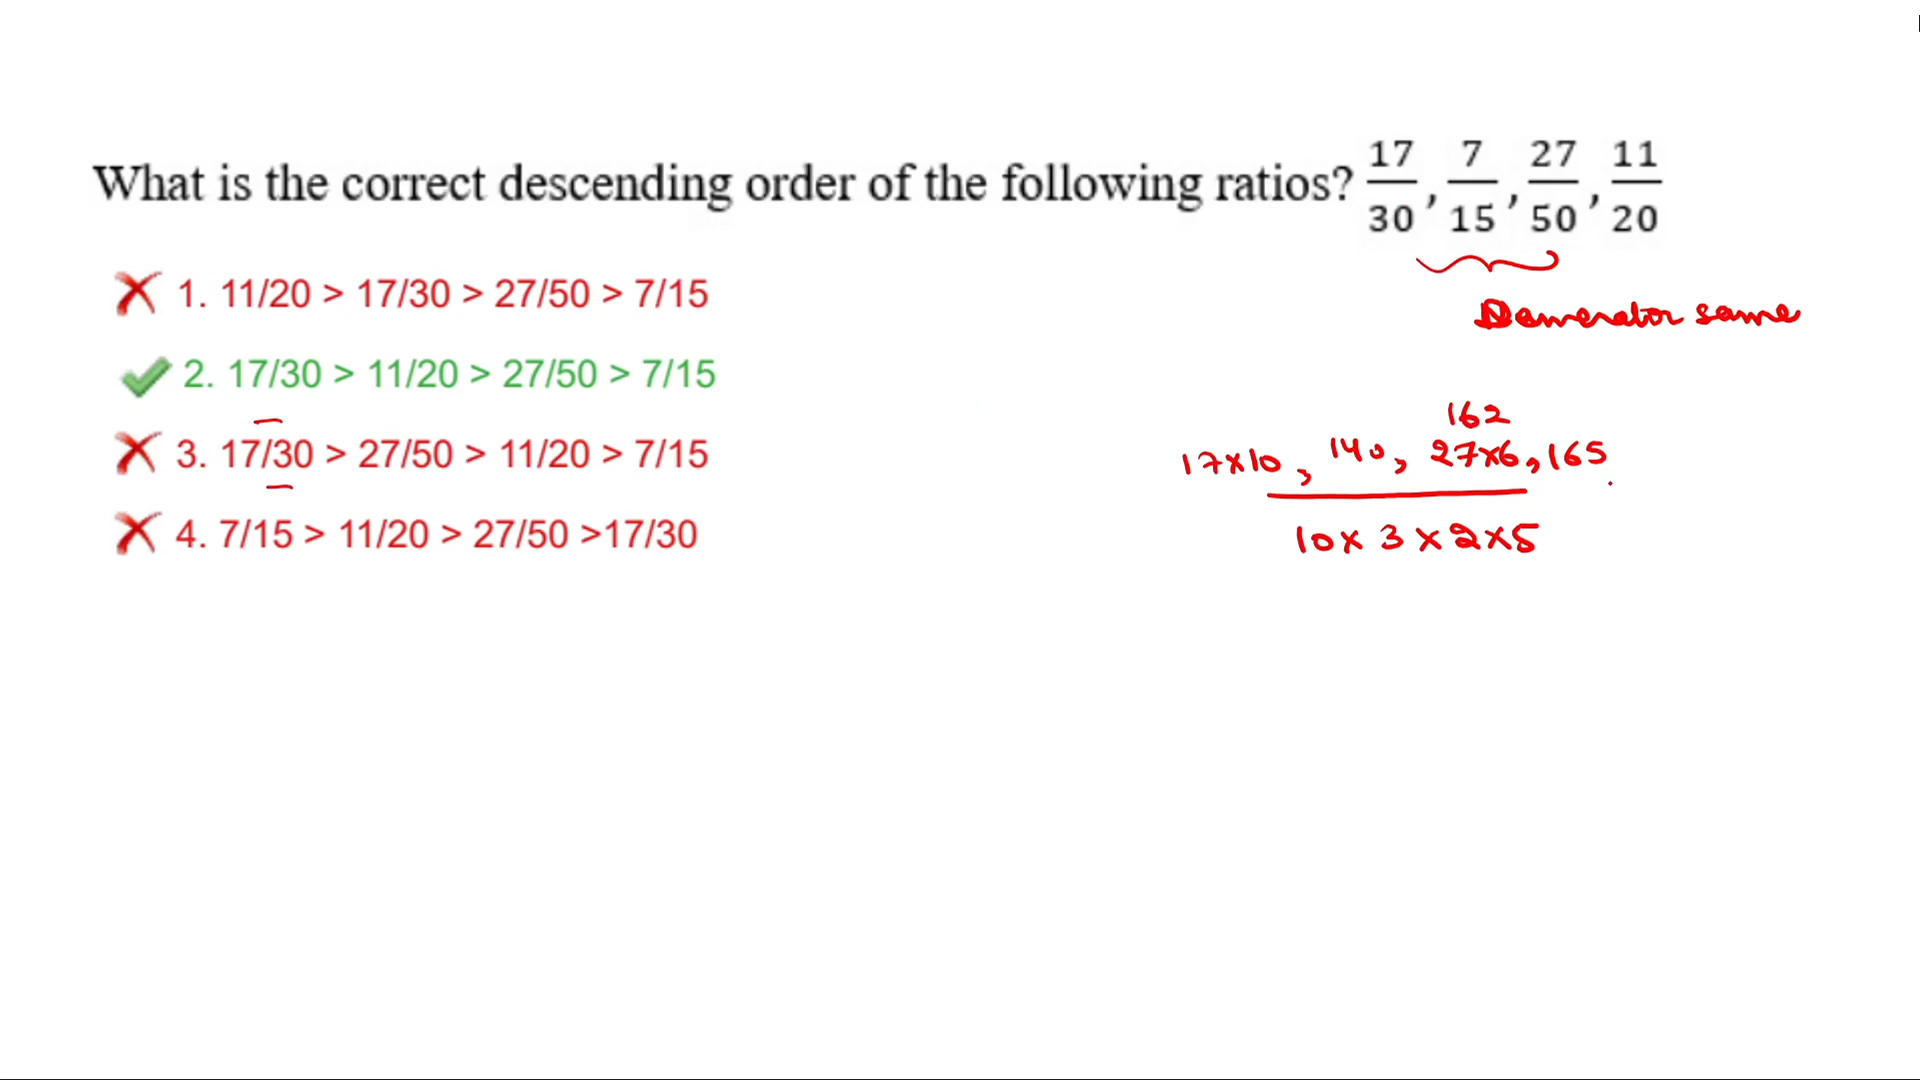 What is the correct descending order of the following ratios? 17/30, 7/15, 27/50, 11/20
1. 11/20 > 17/30 > 27/50 > 7/15
Demerator same
2. 17/30 > 11/20 > 27/50 > 7/15
162
3. 17/30 > 27/50 > 11/20 > 7/15
17x10, 140, 27x6, 165
4. 7/15 > 11/20 > 27/50 >17/30
10x 3 x 2x5